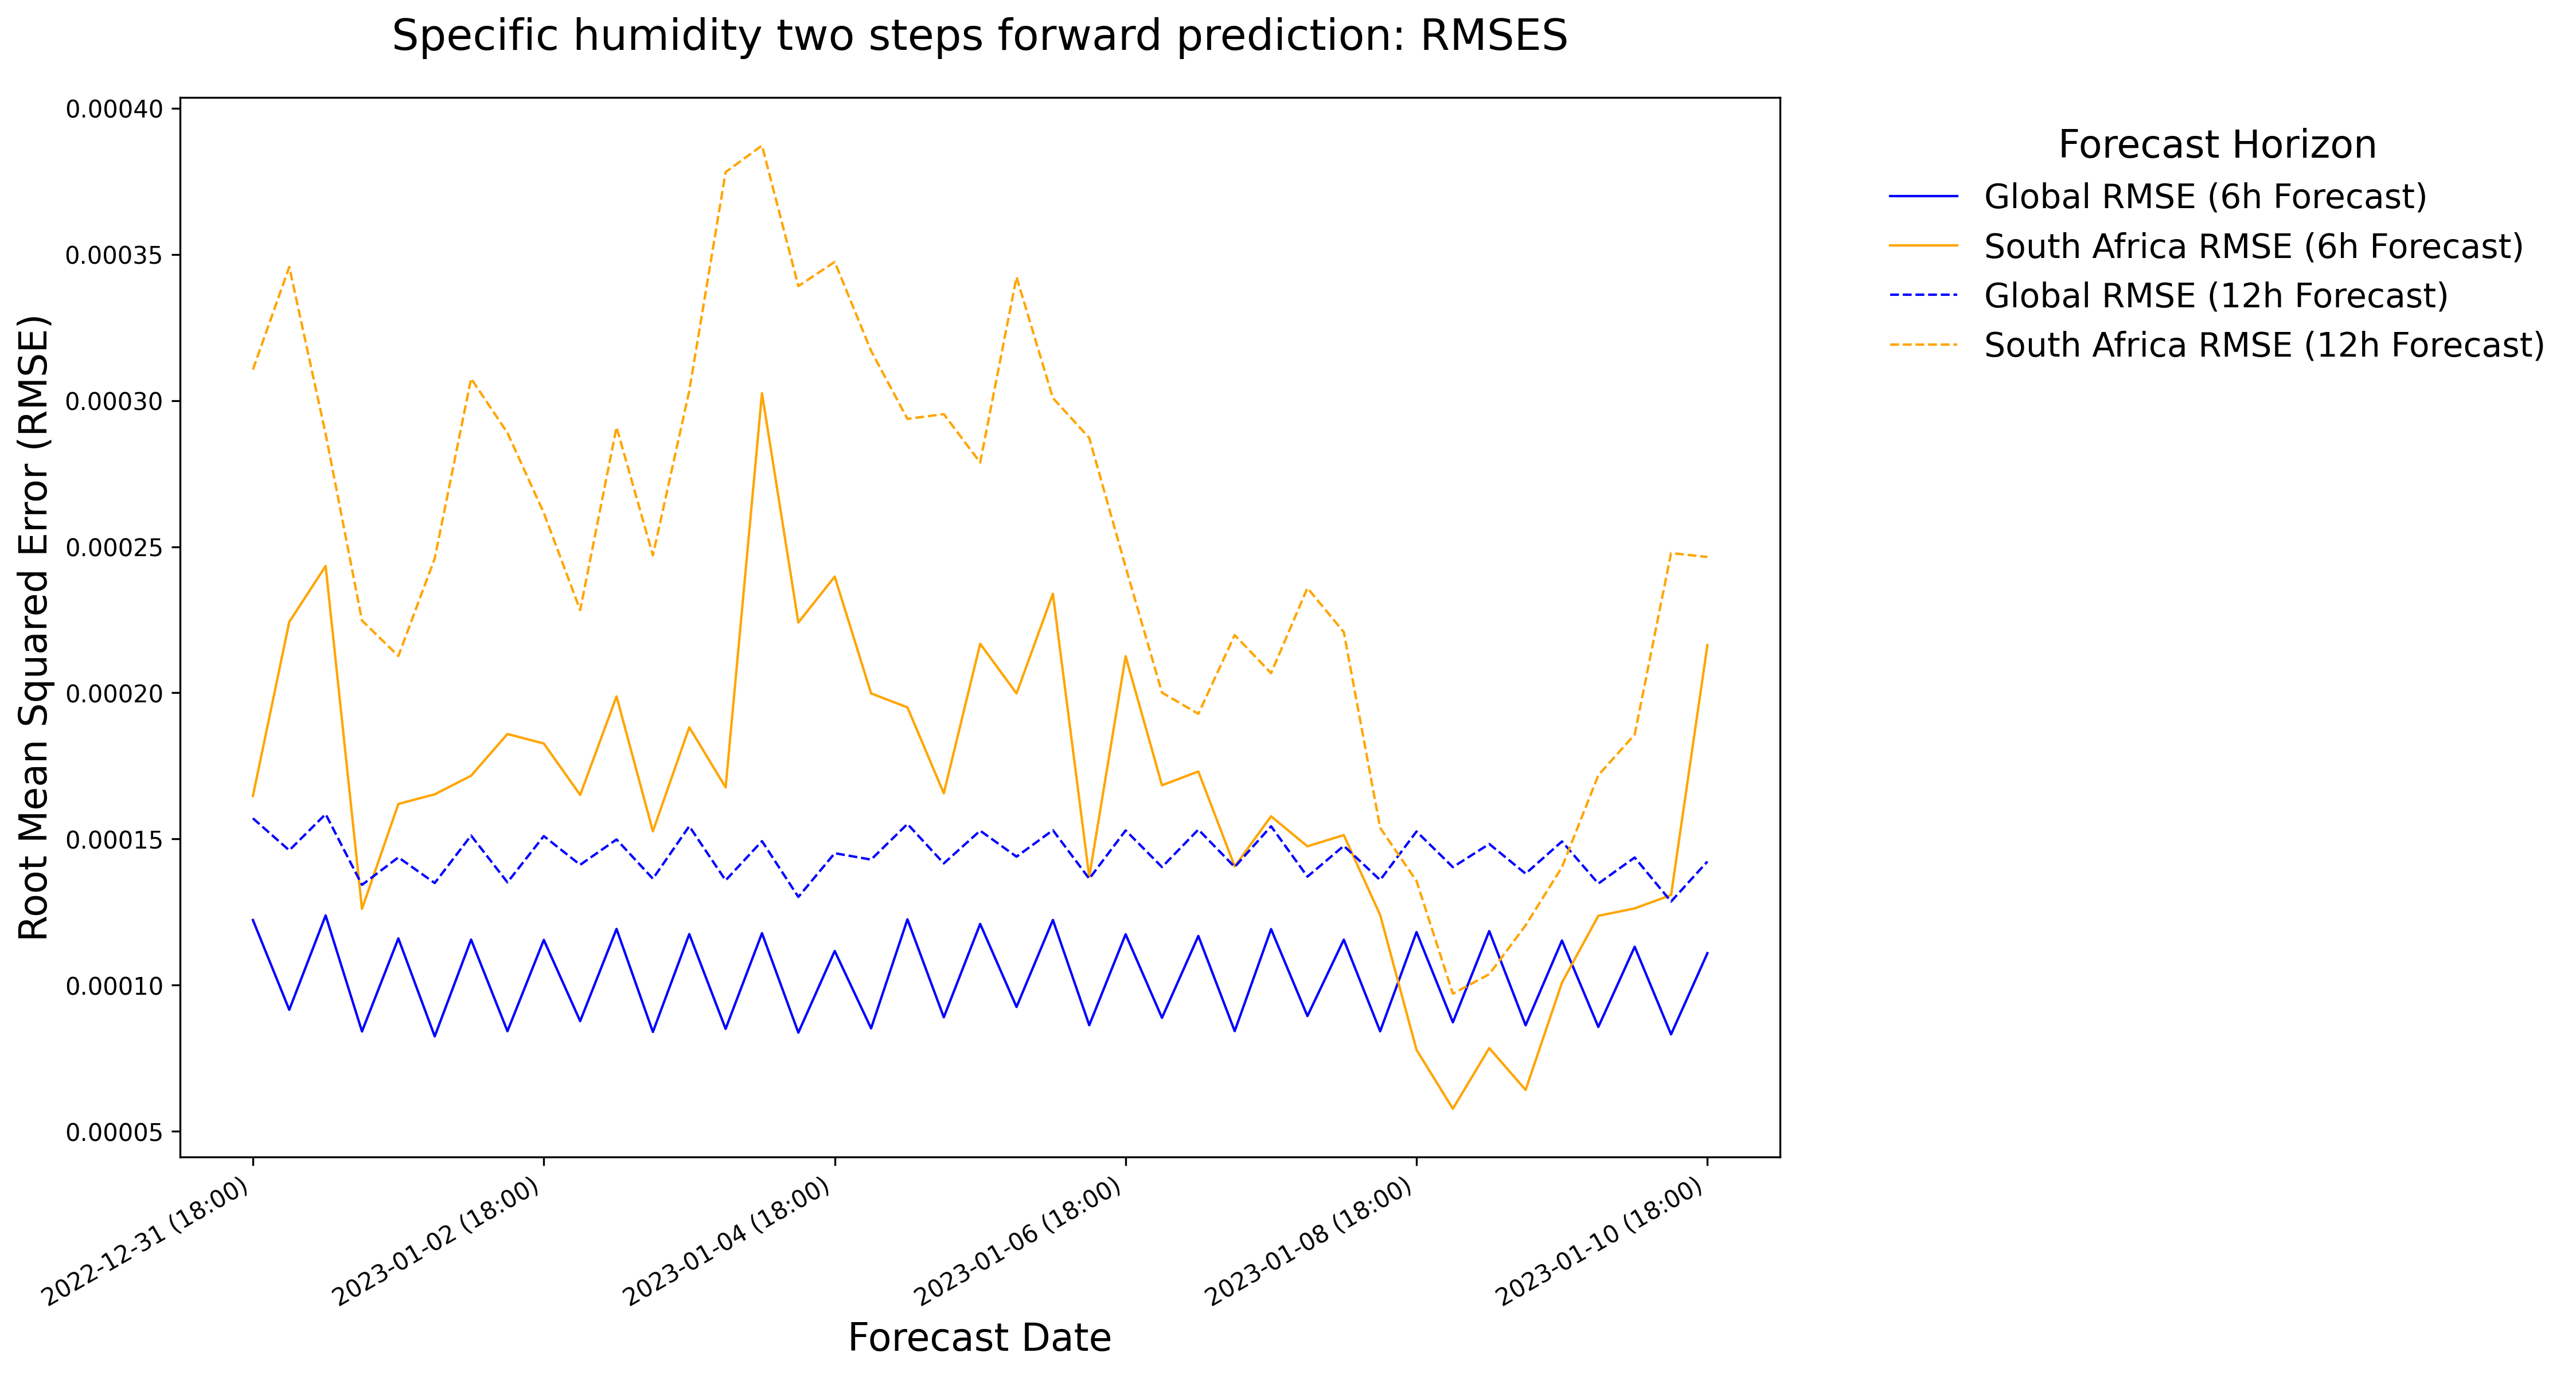 Specific humidity two steps forward prediction: RMSES
Root Mean Squared Error (RMSE)
0.00040
0.00035
0.00030
0.00025
0.00020
0.00015
0.00010
0.00005
2022-12-31 (18:00)
2023-01-02 (18:00)
2023-01-04 (18:00)
2023-01-06 (18:00)
2023-01-08 (18:00)
2023-01-10 (18:00)
Forecast Date
Forecast Horizon
Global RMSE (6h Forecast)
South Africa RMSE (6h Forecast)
Global RMSE (12h Forecast)
South Africa RMSE (12h Forecast)